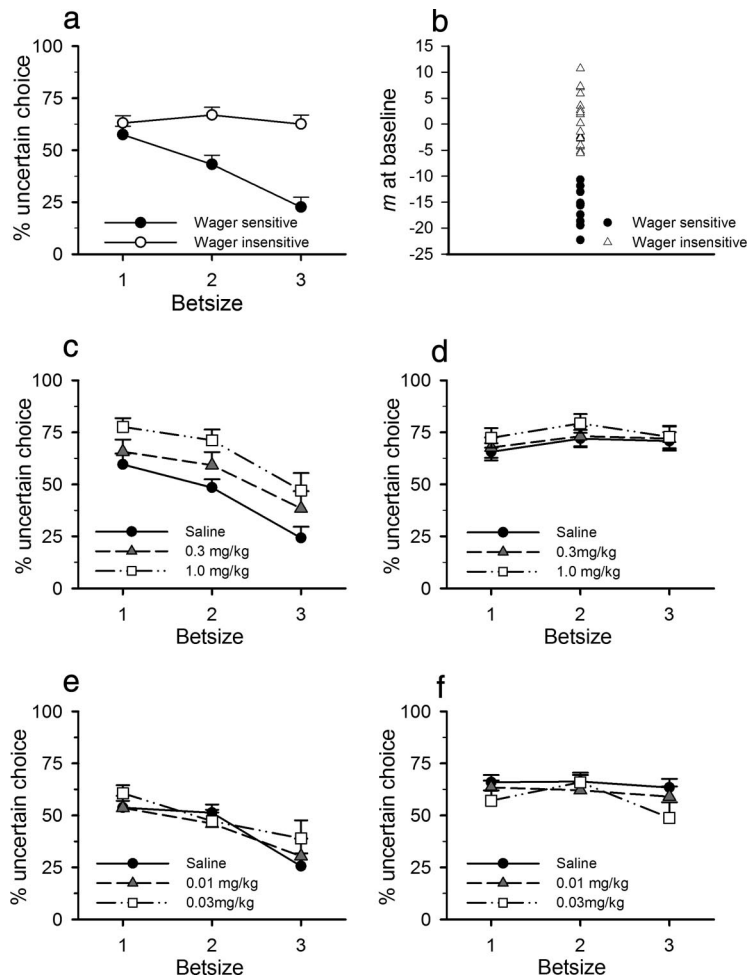 a
100
75
50
25
0
% uncertain choice
Wager sensitive
Wager insensitive
1 2 3
Betsize
b
15
10
5
0
-5
-10
-15
-20
-25
m at baseline
Wager sensitive
Wager insensitive
c
100
75
50
25
0
% uncertain choice
Saline
0.3 mg/kg
1.0 mg/kg
1 2 3
Betsize
d
100
75
50
25
0
% uncertain choice
Saline
0.3mg/kg
1.0 mg/kg
1 2 3
Betsize
e
100
75
50
25
0
% uncertain choice
Saline
0.01 mg/kg
0.03mg/kg
1 2 3
Betsize
f
100
75
50
25
0
% uncertain choice
Saline
0.01 mg/kg
0.03mg/kg
1 2 3
Betsize